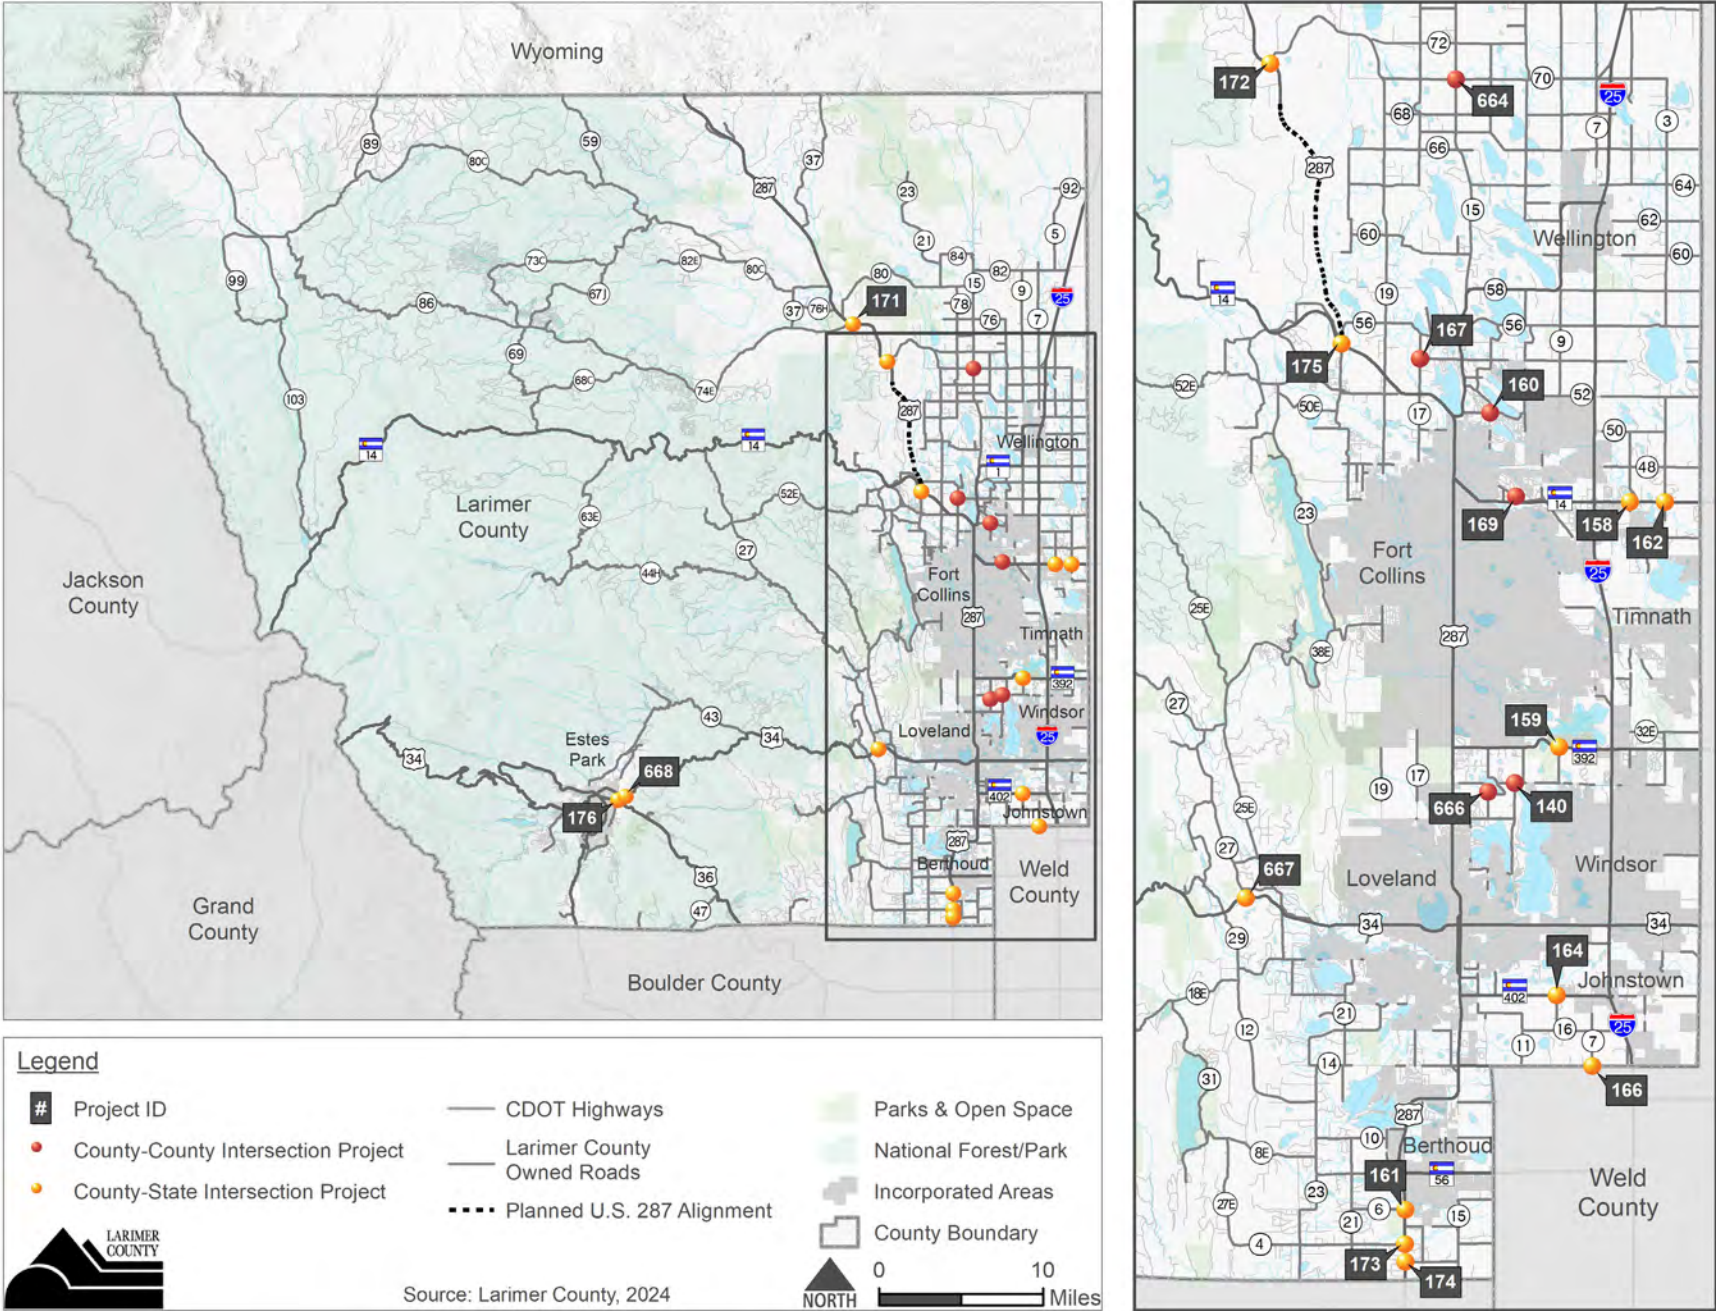 Wyoming
89
80C
59
37
287
23
92
21
5
84
80
82
15
9
73C
82E
80C
99
67J
86
37
76H
171
78
76
7
25
69
68C
74E
103
287
14
14
Wellington
1
Larimer
County
52E
63E
27
44H
Jackson
County
Fort
Collins
287
Timnath
392
Windsor
43
34
Loveland
25
34
Estes
Park
668
176
402
Johnstown
287
Berthoud
Weld
County
36
47
Grand
County
Boulder County
172
72
70
664
25
68
7
3
66
287
64
15
62
60
Wellington
60
14
19
58
56
167
56
9
175
160
52E
50E
17
52
50
48
23
169
14
158
162
Fort
Collins
25
25E
Timnath
287
38E
27
159
32E
392
17
19
25E
666
140
27
Windsor
667
Loveland
29
34
34
164
Johnstown
18E
402
21
12
16
25
11
7
14
31
166
287
10
Berthoud
8E
161
56
Weld
County
23
27E
6
21
15
4
173
174
Legend
# Project ID
County-County Intersection Project
County-State Intersection Project
CDOT Highways
Larimer County
Owned Roads
Planned U.S. 287 Alignment
Parks & Open Space
National Forest/Park
Incorporated Areas
County Boundary
LARIMER
COUNTY
Source: Larimer County, 2024
NORTH
0 10
Miles